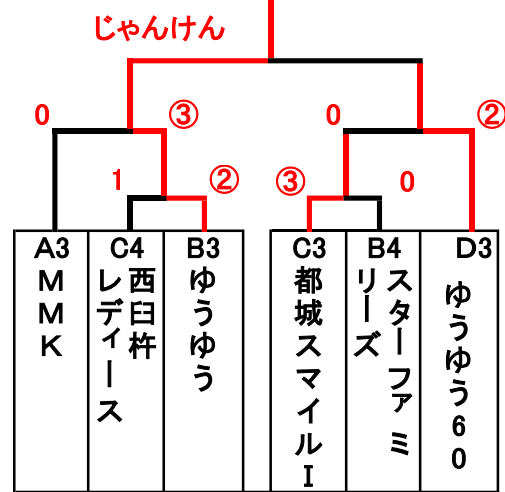 じゃんけん
0
③
0
②
1
②
③
0
A3
C4
B3
C3
B4
D3
MMK
西臼杵
レディース
ゆうゆう
都城スマイルI
スターファミ
リーズ
ゆうゆう60